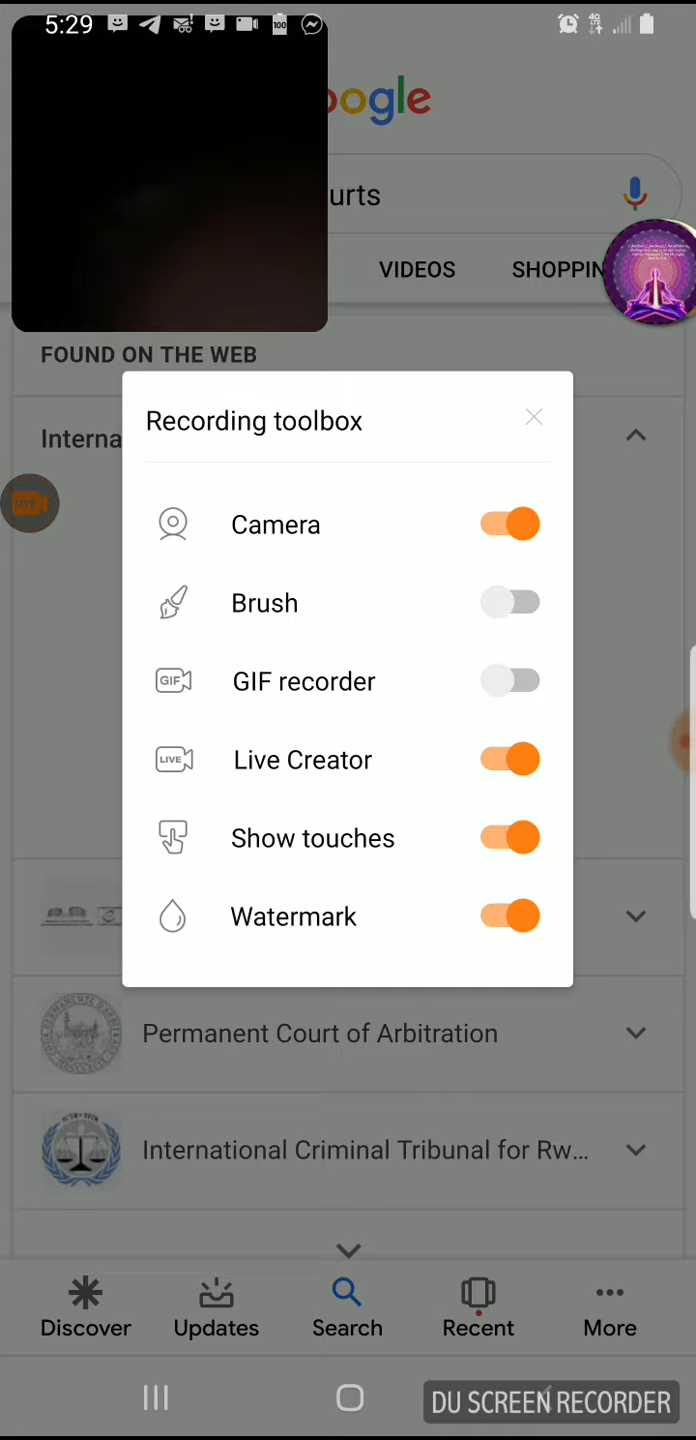 5:29
ogle
urts
VIDEOS
SHOPPIN
FOUND ON THE WEB
Interna
Recording toolbox
LIVE
Camera
Brush
GIF
GIF recorder
LIVE
Live Creator
Show touches
Watermark
Permanent Court of Arbitration
International Criminal Tribunal for Rw...
Discover
Updates
Search
Recent
More
DU SCREEN RECORDER